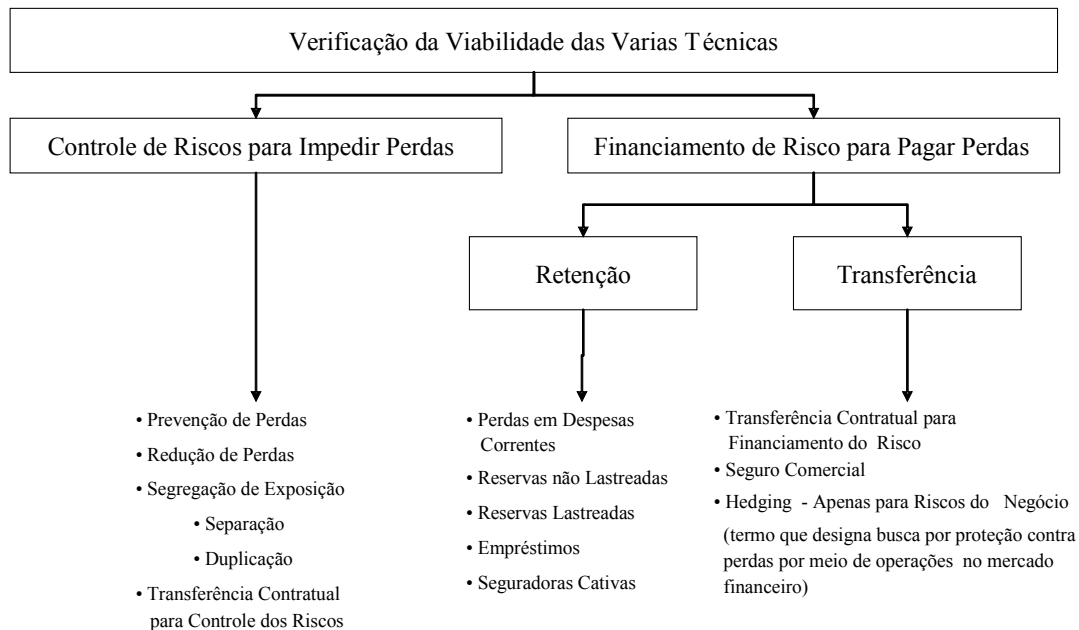 Verificação da Viabilidade das Varias Técnicas
Controle de Riscos para Impedir Perdas
Financiamento de Risco para Pagar Perdas
Retenção
Transferência
• Prevenção de Perdas
• Redução de Perdas
• Segregação de Exposição
• Separação
• Duplicação
• Transferência Contratual
para Controle dos Riscos
• Perdas em Despesas
Correntes
• Reservas não Lastreadas
• Reservas Lastreadas
• Empréstimos
• Seguradoras Cativas
• Transferência Contratual para
Financiamento do Risco
• Seguro Comercial
• Hedging - Apenas para Riscos do Negócio
(termo que designa busca por proteção contra
perdas por meio de operações no mercado
financeiro)